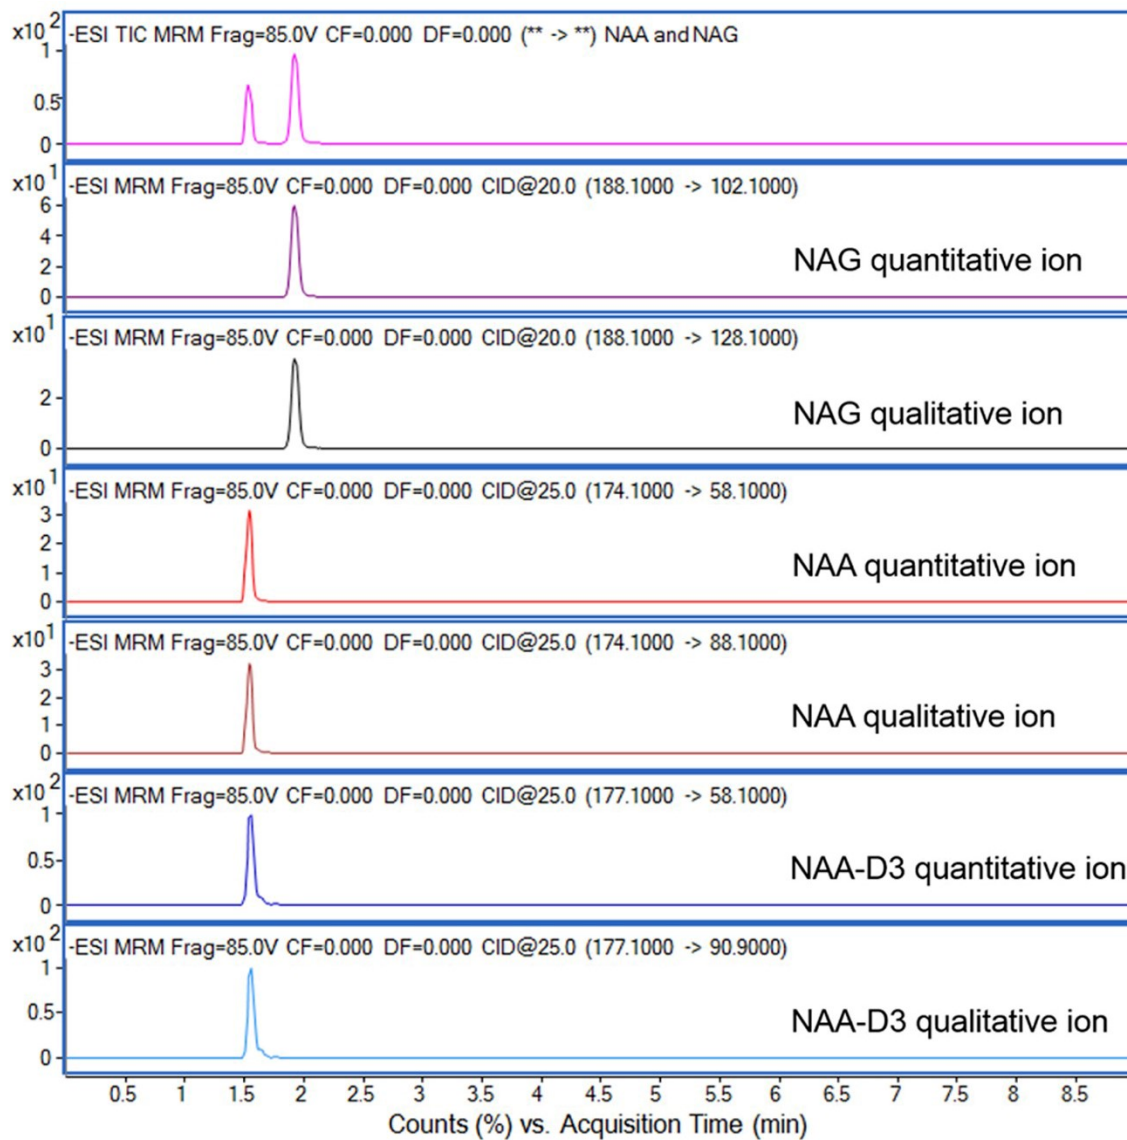 x10 2
-ESI TIC MRM Frag=85.0V CF=0.000 DF=0.000 (** -> **) NAA and NAG
1
0.5
0
x10 1
-ESI MRM Frag=85.0V CF=0.000 DF=0.000 CID@20.0 (188.1000 -> 102.1000)
6
4
NAG quantitative ion
2
0
x10 1
-ESI MRM Frag=85.0V CF=0.000 DF=0.000 CID@20.0 (188.1000 -> 128.1000)
2
NAG qualitative ion
0
x10 1
-ESI MRM Frag=85.0V CF=0.000 DF=0.000 CID@25.0 (174.1000 -> 58.1000)
3
2
NAA quantitative ion
1
0
x10 1
-ESI MRM Frag=85.0V CF=0.000 DF=0.000 CID@25.0 (174.1000 -> 88.1000)
3
2
NAA qualitative ion
1
0
x10 2
-ESI MRM Frag=85.0V CF=0.000 DF=0.000 CID@25.0 (177.1000 -> 58.1000)
1
0.5
NAA-D3 quantitative ion
0
x10 2
-ESI MRM Frag=85.0V CF=0.000 DF=0.000 CID@25.0 (177.1000 -> 90.9000)
1
0.5
NAA-D3 qualitative ion
0
0.5 1 1.5 2 2.5 3 3.5 4 4.5 5 5.5 6 6.5 7 7.5 8 8.5
Counts (%) vs. Acquisition Time (min)